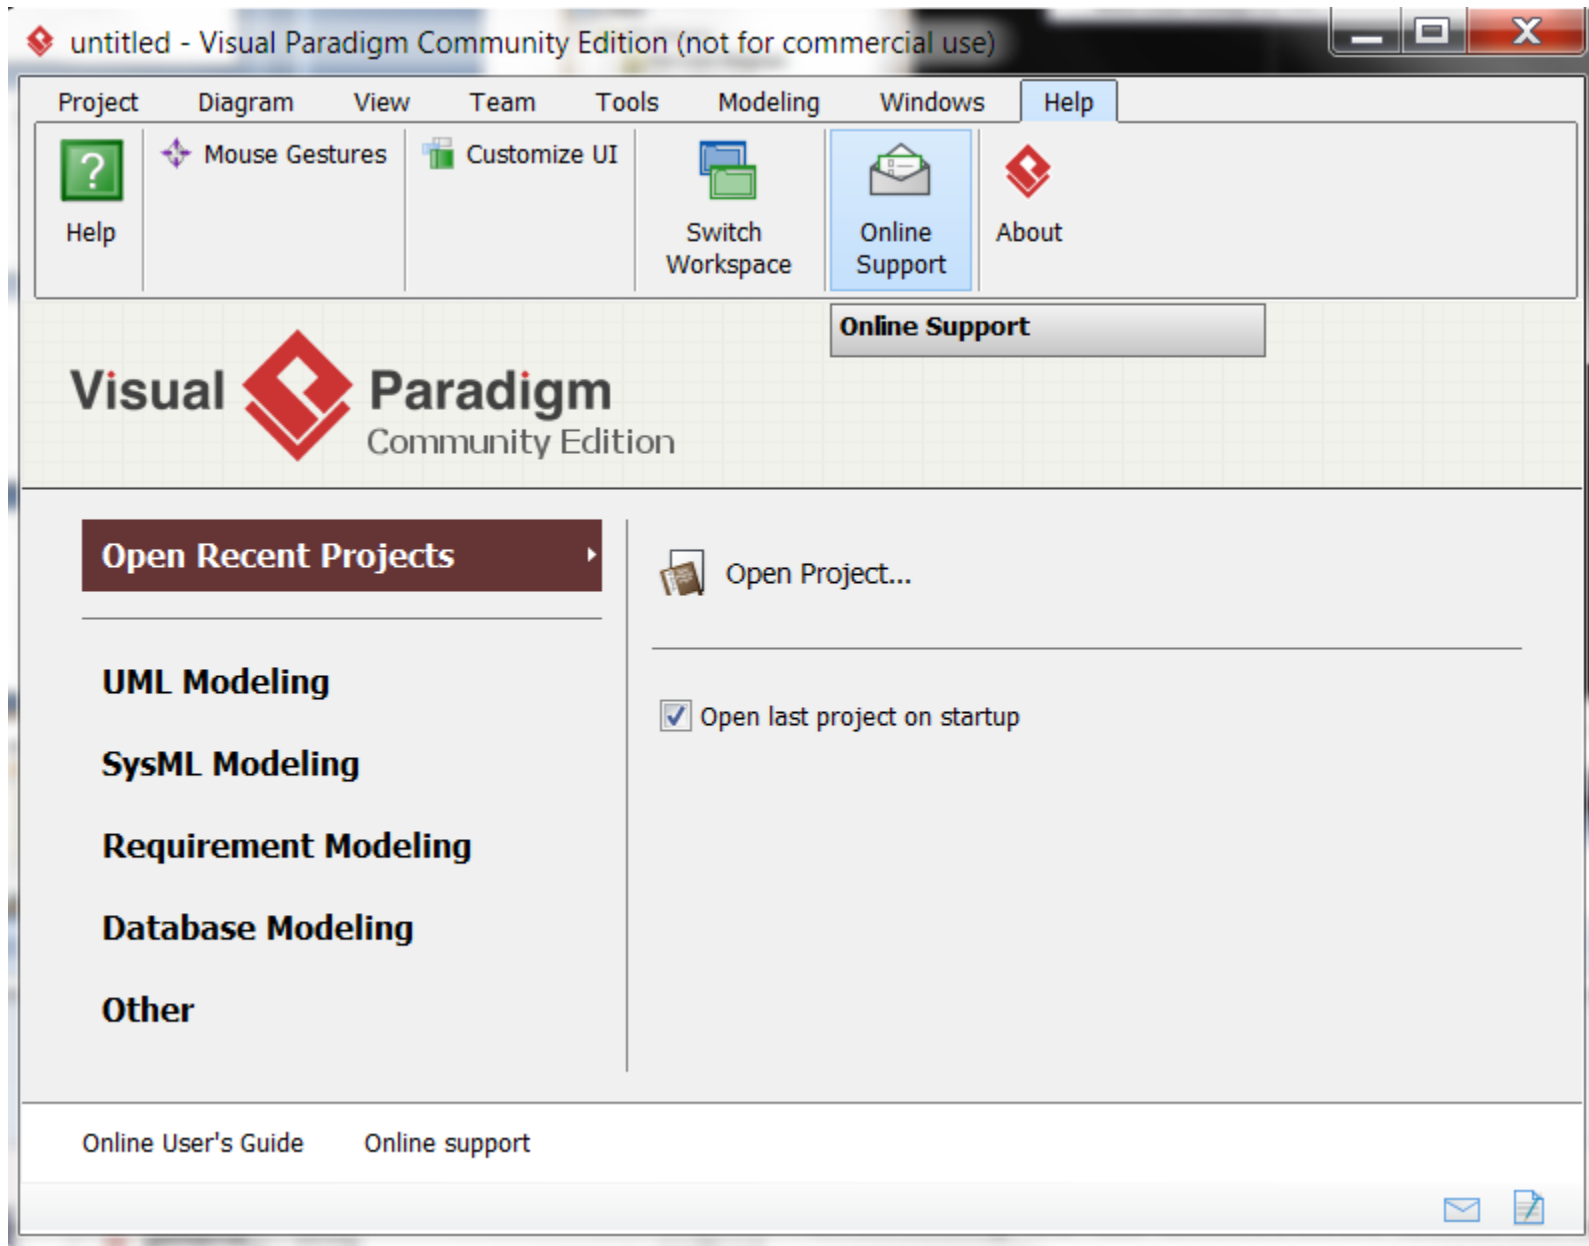 untitled - Visual Paradigm Community Edition (not for commercial use)
Project Diagram View Team Tools Modeling Windows Help
Mouse Gestures Customize UI
Help Switch Workspace Online Support About
Online Support
Visual Paradigm
Community Edition
Open Recent Projects
Open Project...
UML Modeling
Open last project on startup
SysML Modeling
Requirement Modeling
Database Modeling
Other
Online User's Guide Online support